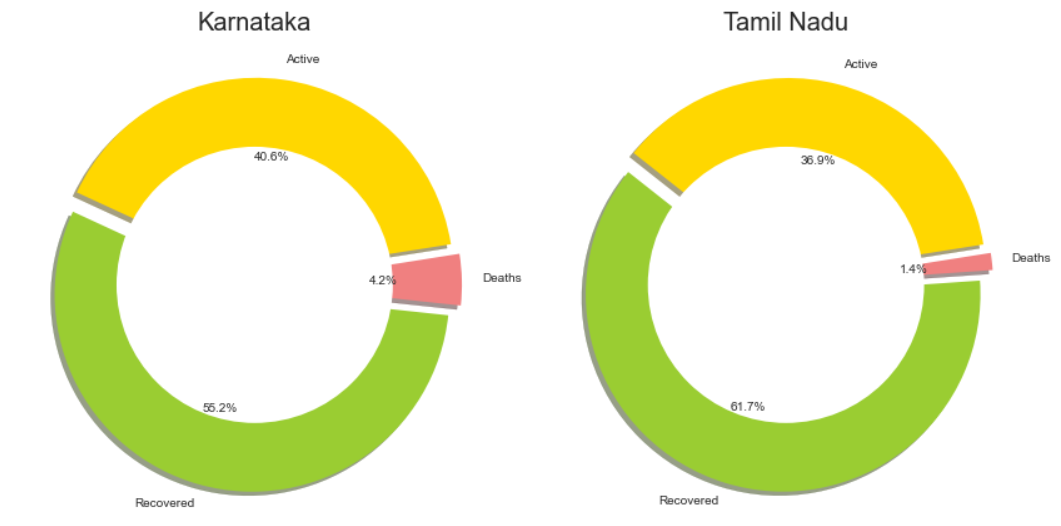 Karnataka
Active
40.6%
4.2%
Deaths
55.2%
Recovered
Tamil Nadu
Active
36.9%
1.4%
Deaths
61.7%
Recovered